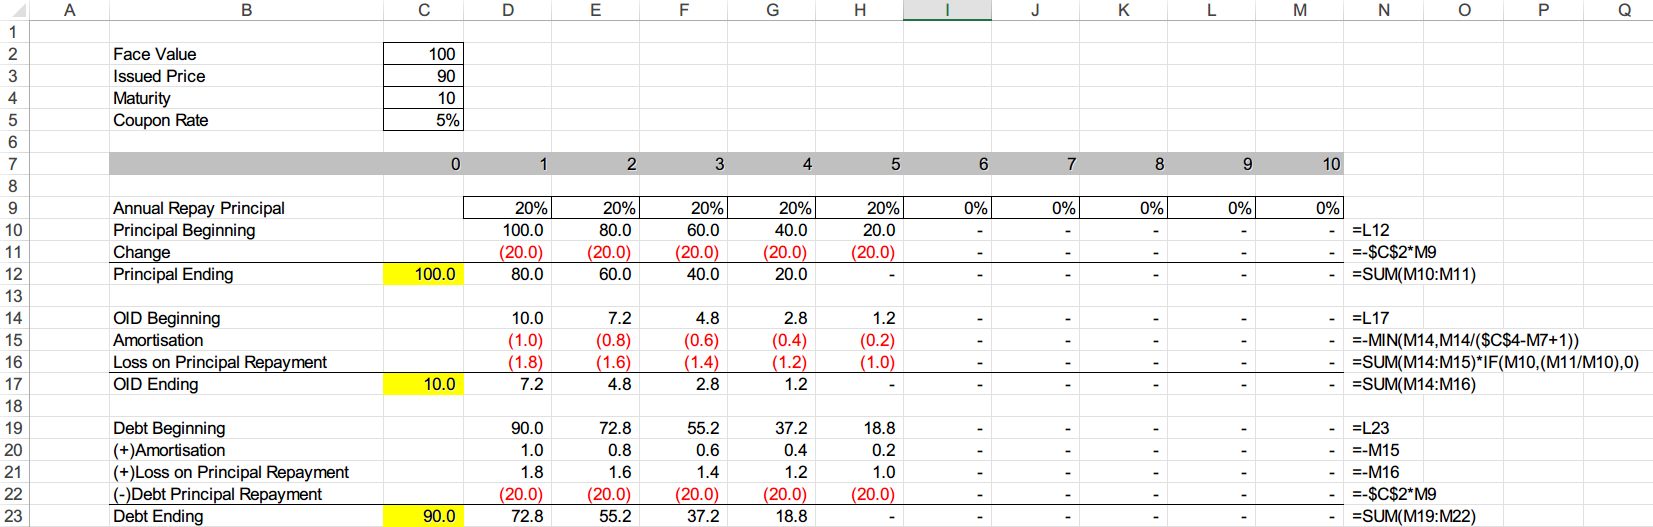 A B C D E F G H I J K L M N O P Q
1
2 Face Value 100
3 Issued Price 90
4 Maturity 10
5 Coupon Rate 5%
6
7 0 1 2 3 4 5 6 7 8 9 10
8
9 Annual Repay Principal 20% 20% 20% 20% 20% 0% 0% 0% 0% 0%
10 Principal Beginning 100.0 80.0 60.0 40.0 20.0 - - - - - =L12
11 Change (20.0) (20.0) (20.0) (20.0) (20.0) - - - - - =-$C$2*M9
12 Principal Ending 100.0 80.0 60.0 40.0 20.0 - - - - - - =SUM(M10:M11)
13
14 OID Beginning 10.0 7.2 4.8 2.8 1.2 - - - - - =L17
15 Amortisation (1.0) (0.8) (0.6) (0.4) (0.2) - - - - - =-MIN(M14,M14/($C$4-M7+1))
16 Loss on Principal Repayment (1.8) (1.6) (1.4) (1.2) (1.0) - - - - - =SUM(M14:M15)*IF(M10,(M11/M10),0)
17 OID Ending 10.0 7.2 4.8 2.8 1.2 - - - - - - =SUM(M14:M16)
18
19 Debt Beginning 90.0 72.8 55.2 37.2 18.8 - - - - - =L23
20 (+)Amortisation 1.0 0.8 0.6 0.4 0.2 - - - - - =-M15
21 (+)Loss on Principal Repayment 1.8 1.6 1.4 1.2 1.0 - - - - - =-M16
22 (-)Debt Principal Repayment (20.0) (20.0) (20.0) (20.0) (20.0) - - - - - =-$C$2*M9
23 Debt Ending 90.0 72.8 55.2 37.2 18.8 - - - - - - =SUM(M19:M22)